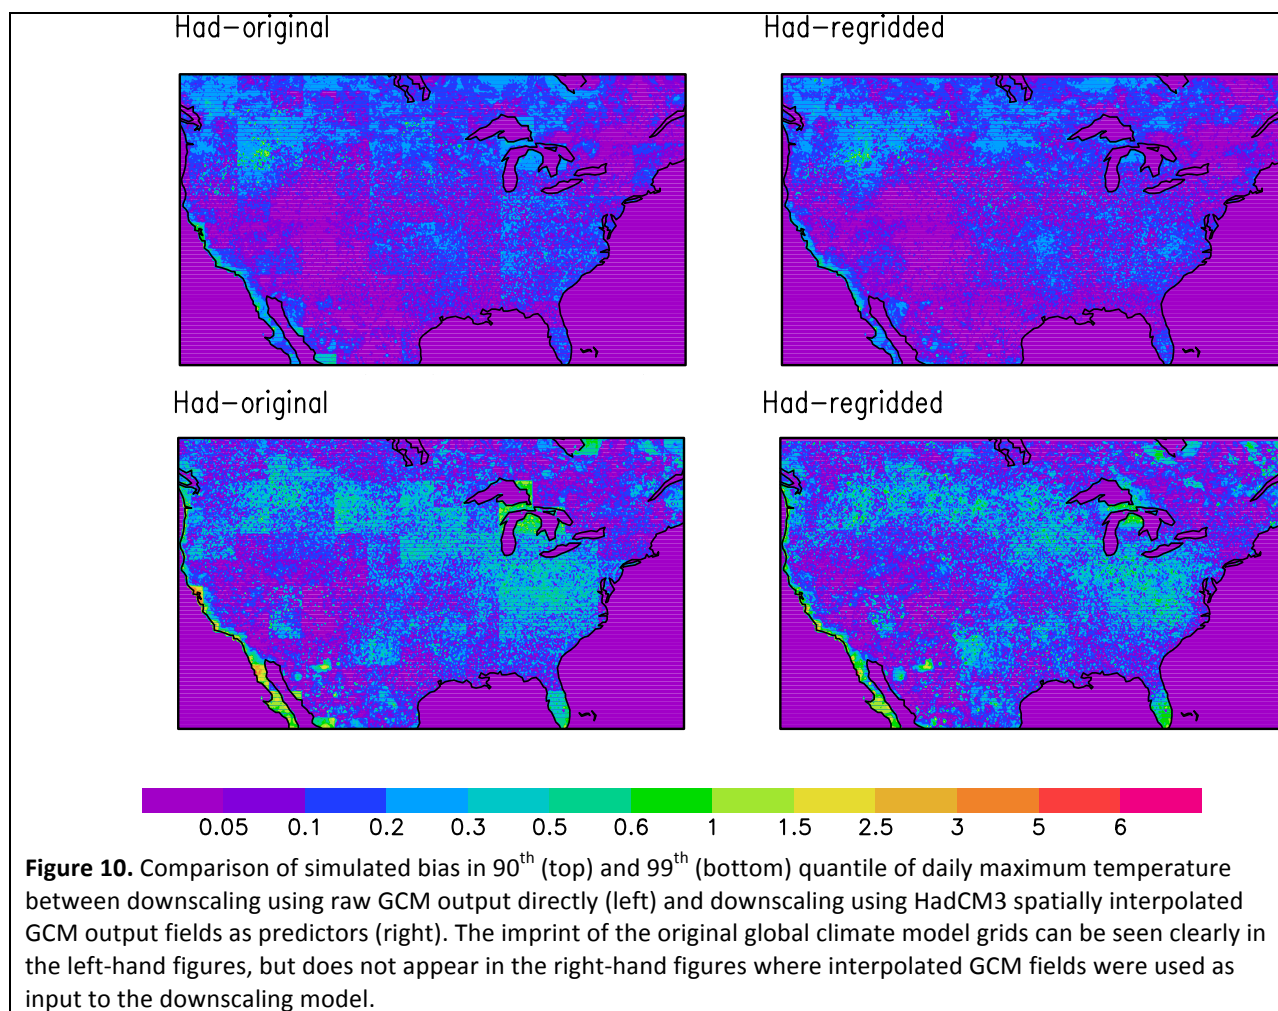 Had-original
Had-regridded
Had-original
Had-regridded
0.05 0.1 0.2 0.3 0.5 0.6 1 1.5 2.5 3 5 6
Figure 10. Comparison of simulated bias in 90th (top) and 99th (bottom) quantile of daily maximum temperature
between downscaling using raw GCM output directly (left) and downscaling using HadCM3 spatially interpolated
GCM output fields as predictors (right). The imprint of the original global climate model grids can be seen clearly in
the left-hand figures, but does not appear in the right-hand figures where interpolated GCM fields were used as
input to the downscaling model.